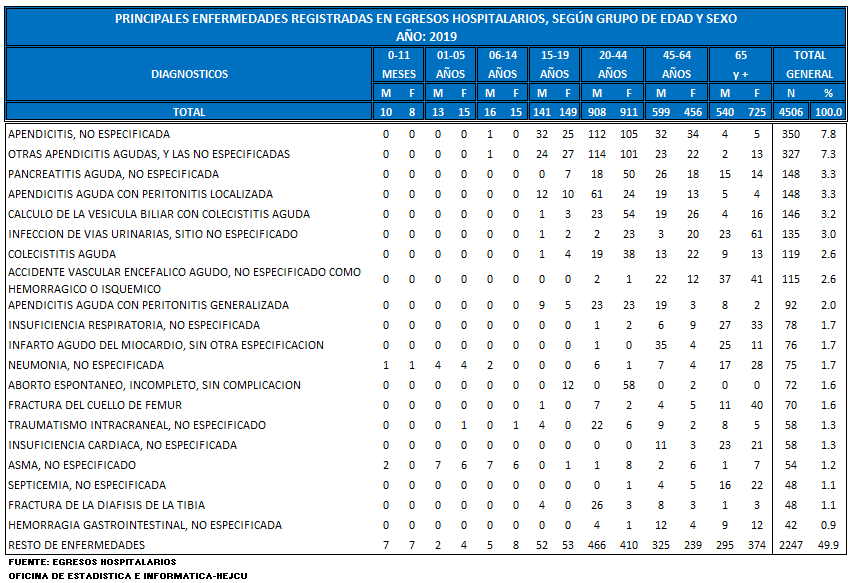 PRINCIPALES ENFERMEDADES REGISTRADAS EN EGRESOS HOSPITALARIOS, SEGÚN GRUPO DE EDAD Y SEXO
AÑO: 2019
DIAGNOSTICOS 0-11 MESES 01-05 AÑOS 06-14 AÑOS 15-19 AÑOS 20-44 AÑOS 45-64 AÑOS 65 y + TOTAL GENERAL
M F M F M F M F M F M F M F N %
TOTAL 10 8 13 15 16 15 141 149 908 911 599 456 540 725 4506 100.0
APENDICITIS, NO ESPECIFICADA 0 0 0 0 1 0 32 25 112 105 32 34 4 5 350 7.8
OTRAS APENDICITIS AGUDAS, Y LAS NO ESPECIFICADAS 0 0 0 0 1 0 24 27 114 101 23 22 2 13 327 7.3
PANCREATITIS AGUDA, NO ESPECIFICADA 0 0 0 0 0 0 0 7 18 50 26 18 15 14 148 3.3
APENDICITIS AGUDA CON PERITONITIS LOCALIZADA 0 0 0 0 0 0 12 10 61 24 19 13 5 4 148 3.3
CALCULO DE LA VESICULA BILIAR CON COLECISTITIS AGUDA 0 0 0 0 0 0 1 3 23 54 19 26 4 16 146 3.2
INFECCION DE VIAS URINARIAS, SITIO NO ESPECIFICADO 0 0 0 0 0 0 1 2 2 23 3 20 23 61 135 3.0
COLECISTITIS AGUDA 0 0 0 0 0 0 1 4 19 38 13 22 9 13 119 2.6
ACCIDENTE VASCULAR ENCEFALICO AGUDO, NO ESPECIFICADO COMO
HEMORRAGICO O ISQUEMICO 0 0 0 0 0 0 0 0 2 1 22 12 37 41 115 2.6
APENDICITIS AGUDA CON PERITONITIS GENERALIZADA 0 0 0 0 0 0 9 5 23 23 19 3 8 2 92 2.0
INSUFICIENCIA RESPIRATORIA, NO ESPECIFICADA 0 0 0 0 0 0 0 0 1 2 6 9 27 33 78 1.7
INFARTO AGUDO DEL MIOCARDIO, SIN OTRA ESPECIFICACION 0 0 0 0 0 0 0 0 1 0 35 4 25 11 76 1.7
NEUMONIA, NO ESPECIFICADA 1 1 4 4 2 0 0 0 6 1 7 4 17 28 75 1.7
ABORTO ESPONTANEO, INCOMPLETO, SIN COMPLICACION 0 0 0 0 0 0 0 12 0 58 0 2 0 0 72 1.6
FRACTURA DEL CUELLO DE FEMUR 0 0 0 0 0 0 1 0 7 2 4 5 11 40 70 1.6
TRAUMATISMO INTRACRANEAL, NO ESPECIFICADO 0 0 0 1 0 1 4 0 22 6 9 2 8 5 58 1.3
INSUFICIENCIA CARDIACA, NO ESPECIFICADA 0 0 0 0 0 0 0 0 0 0 11 3 23 21 58 1.3
ASMA, NO ESPECIFICADO 2 0 7 6 7 6 0 1 1 8 2 6 1 7 54 1.2
SEPTICEMIA, NO ESPECIFICADA 0 0 0 0 0 0 0 0 0 1 4 5 16 22 48 1.1
FRACTURA DE LA DIAFISIS DE LA TIBIA 0 0 0 0 0 0 4 0 26 3 8 3 1 3 48 1.1
HEMORRAGIA GASTROINTESTINAL, NO ESPECIFICADA 0 0 0 0 0 0 0 0 4 1 12 4 9 12 42 0.9
RESTO DE ENFERMEDADES 7 7 2 4 5 8 52 53 466 410 325 239 295 374 2247 49.9
FUENTE: EGRESOS HOSPITALARIOS
OFICINA DE ESTADISTICA E INFORMATICA-HEJCU